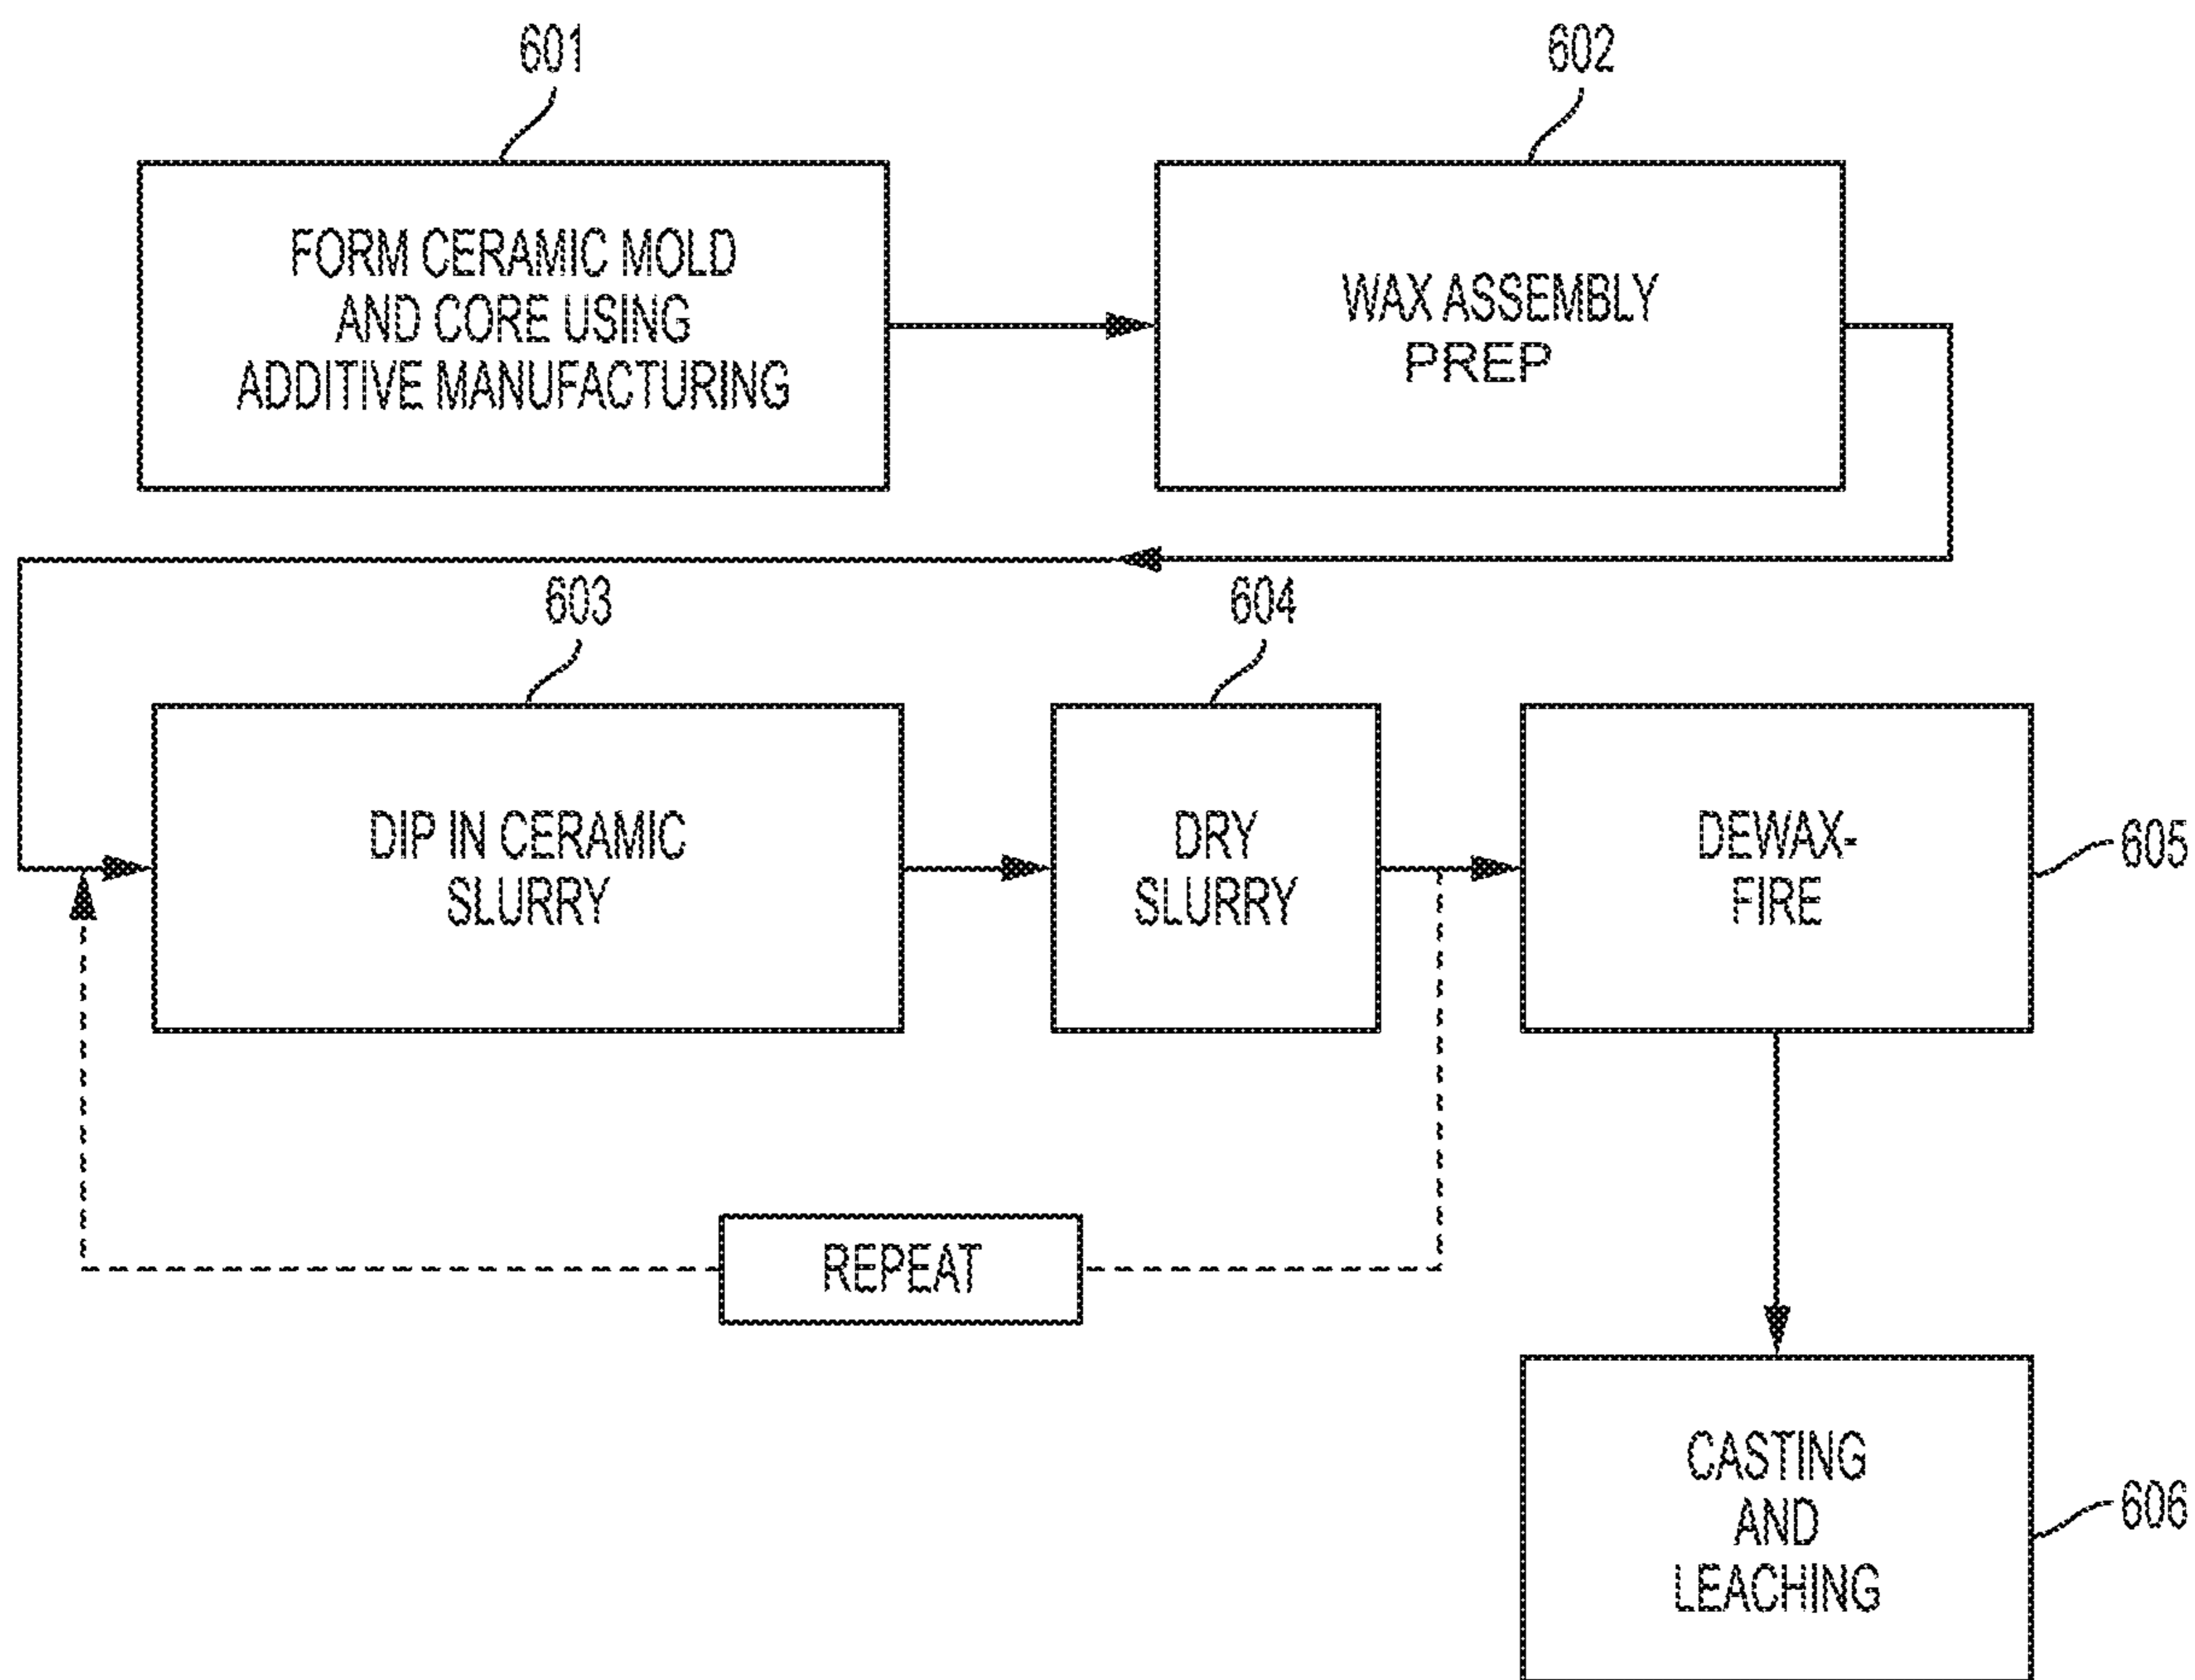 601
602
FORM CERAMIC MOLD
AND CORE USING
ADDITIVE MANUFACTURING
WAX ASSEMBLY
PREP
603
604
DIP IN CERAMIC
SLURRY
DRY
SLURRY
DEWAX-
FIRE
605
REPEAT
CASTING
AND
LEACHING
606